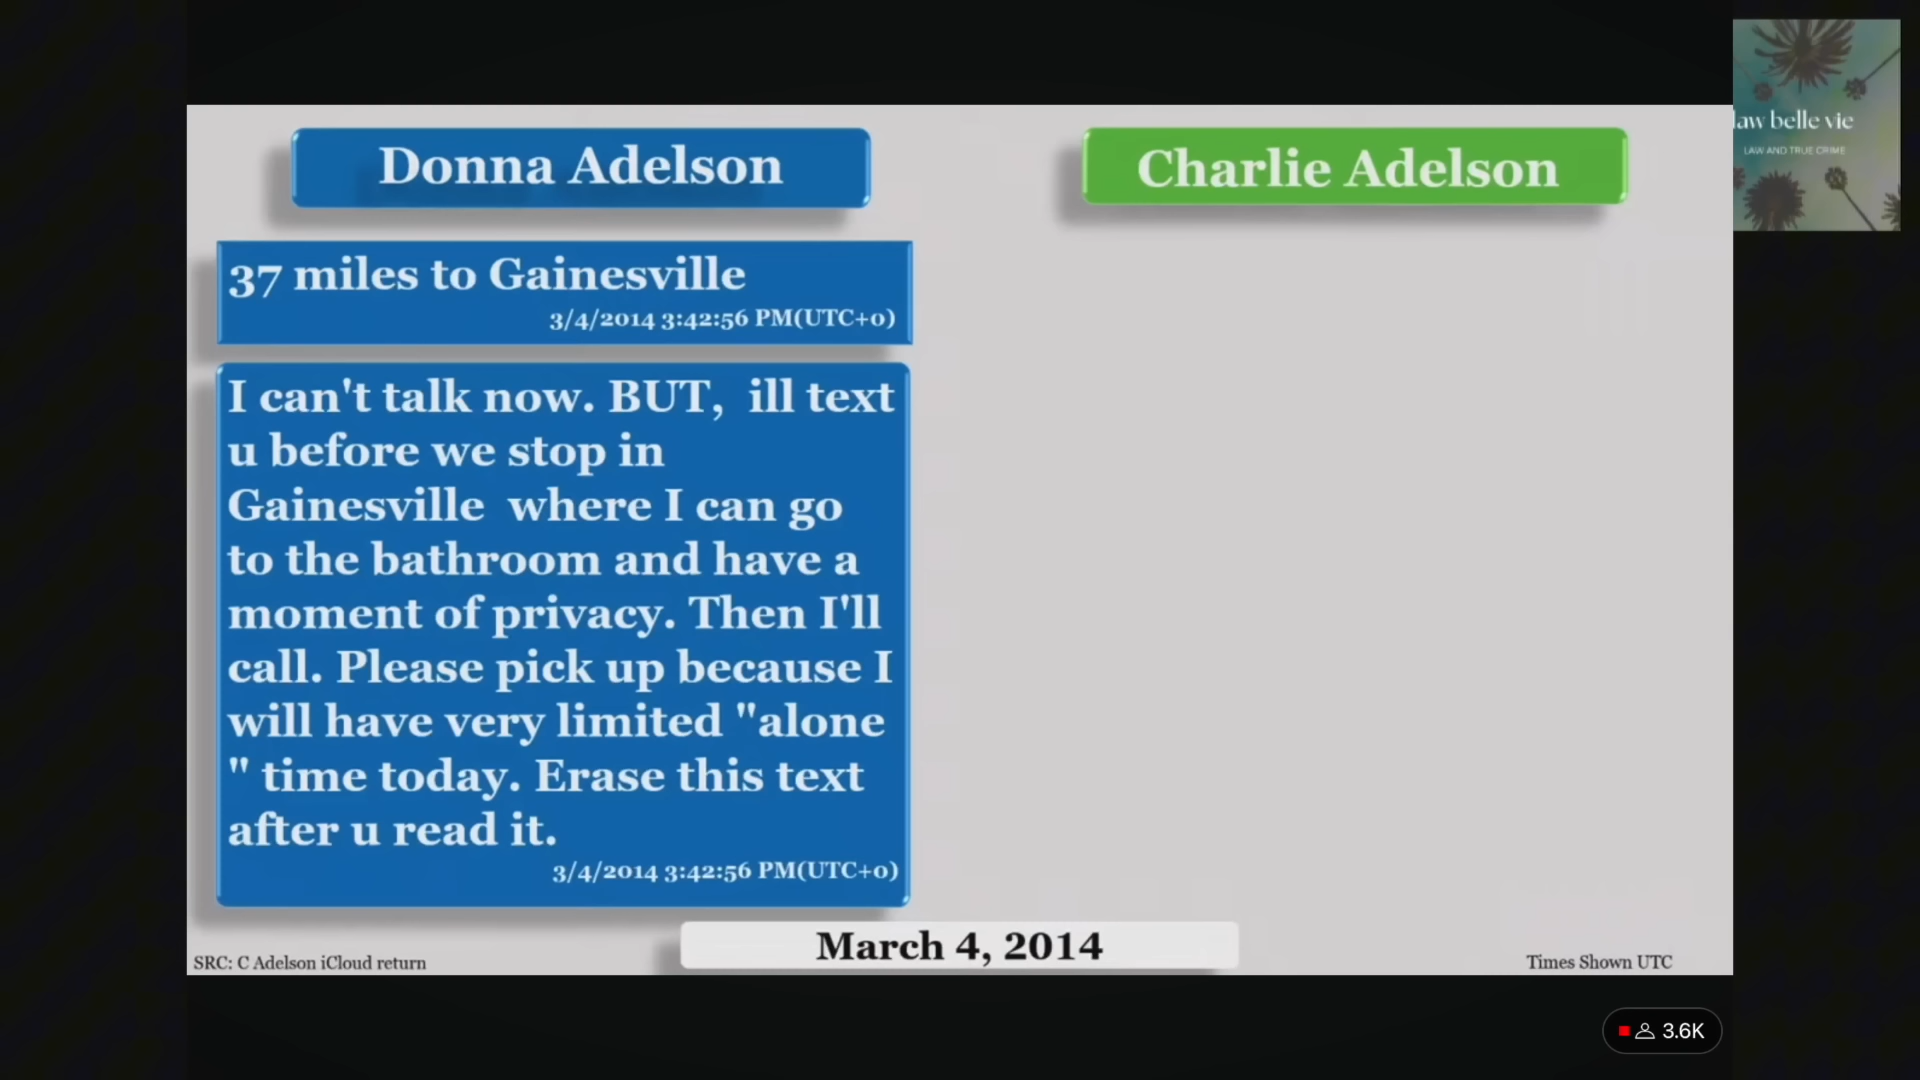 Donna Adelson
Charlie Adelson
37 miles to Gainesville
3/4/2014 3:42:56 PM(UTC+0)
I can't talk now. BUT,  ill text
u before we stop in
Gainesville  where I can go
to the bathroom and have a
moment of privacy. Then I'll
call. Please pick up because I
will have very limited "alone
" time today. Erase this text
after u read it.
3/4/2014 3:42:56 PM(UTC+0)
March 4, 2014
SRC: C Adelson iCloud return
Times Shown UTC
law belle vie
LAW AND TRUE CRIME
3.6K